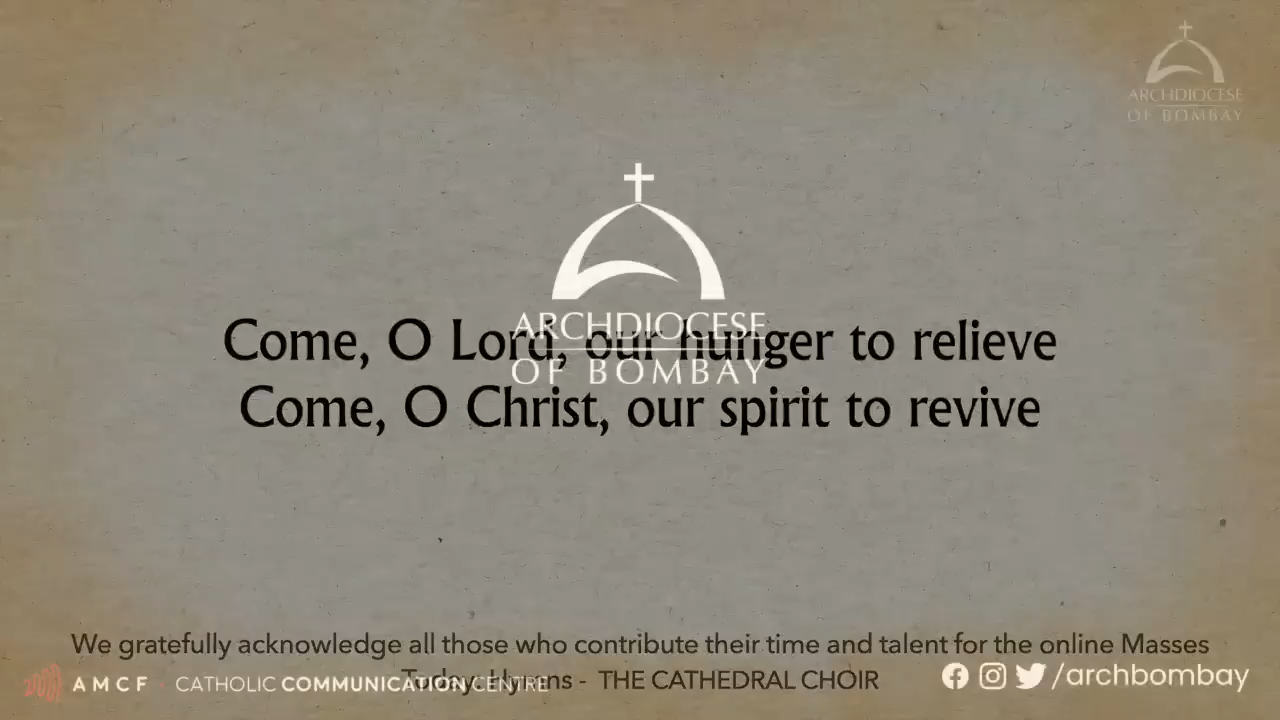 ARCHDIOCESE
OF BOMBAY
ARCHDIOCESE
OF BOMBAY
Come, O Lord, our hunger to relieve
Come, O Christ, our spirit to revive
We gratefully acknowledge all those who contribute their time and talent for the online Masses
Today: Hymns - THE CATHEDRAL CHOIR
AMCF · CATHOLIC COMMUNICATION CENTRE
/archbombay